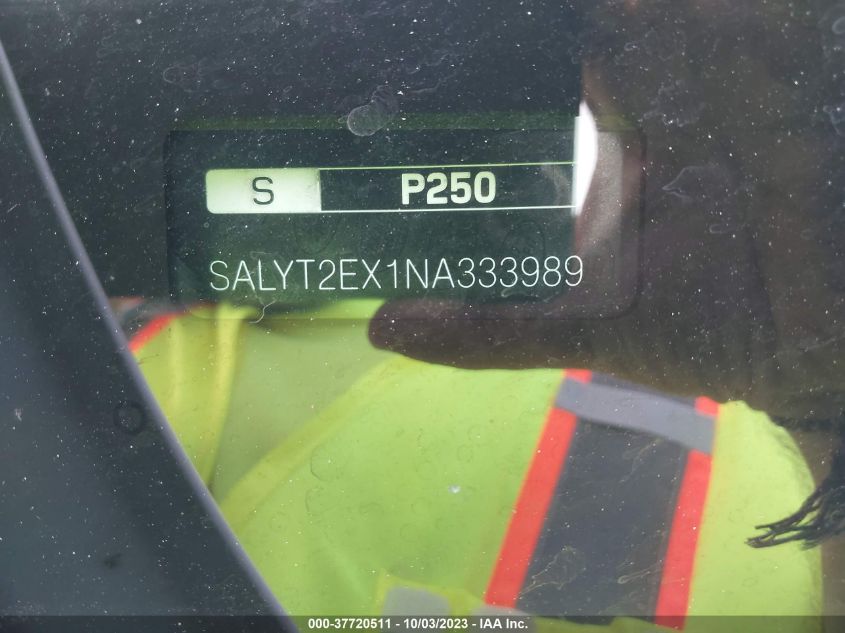 S P250
SALYT2EX1NA333989
000-37720511 - 10/03/2023 - IAA Inc.